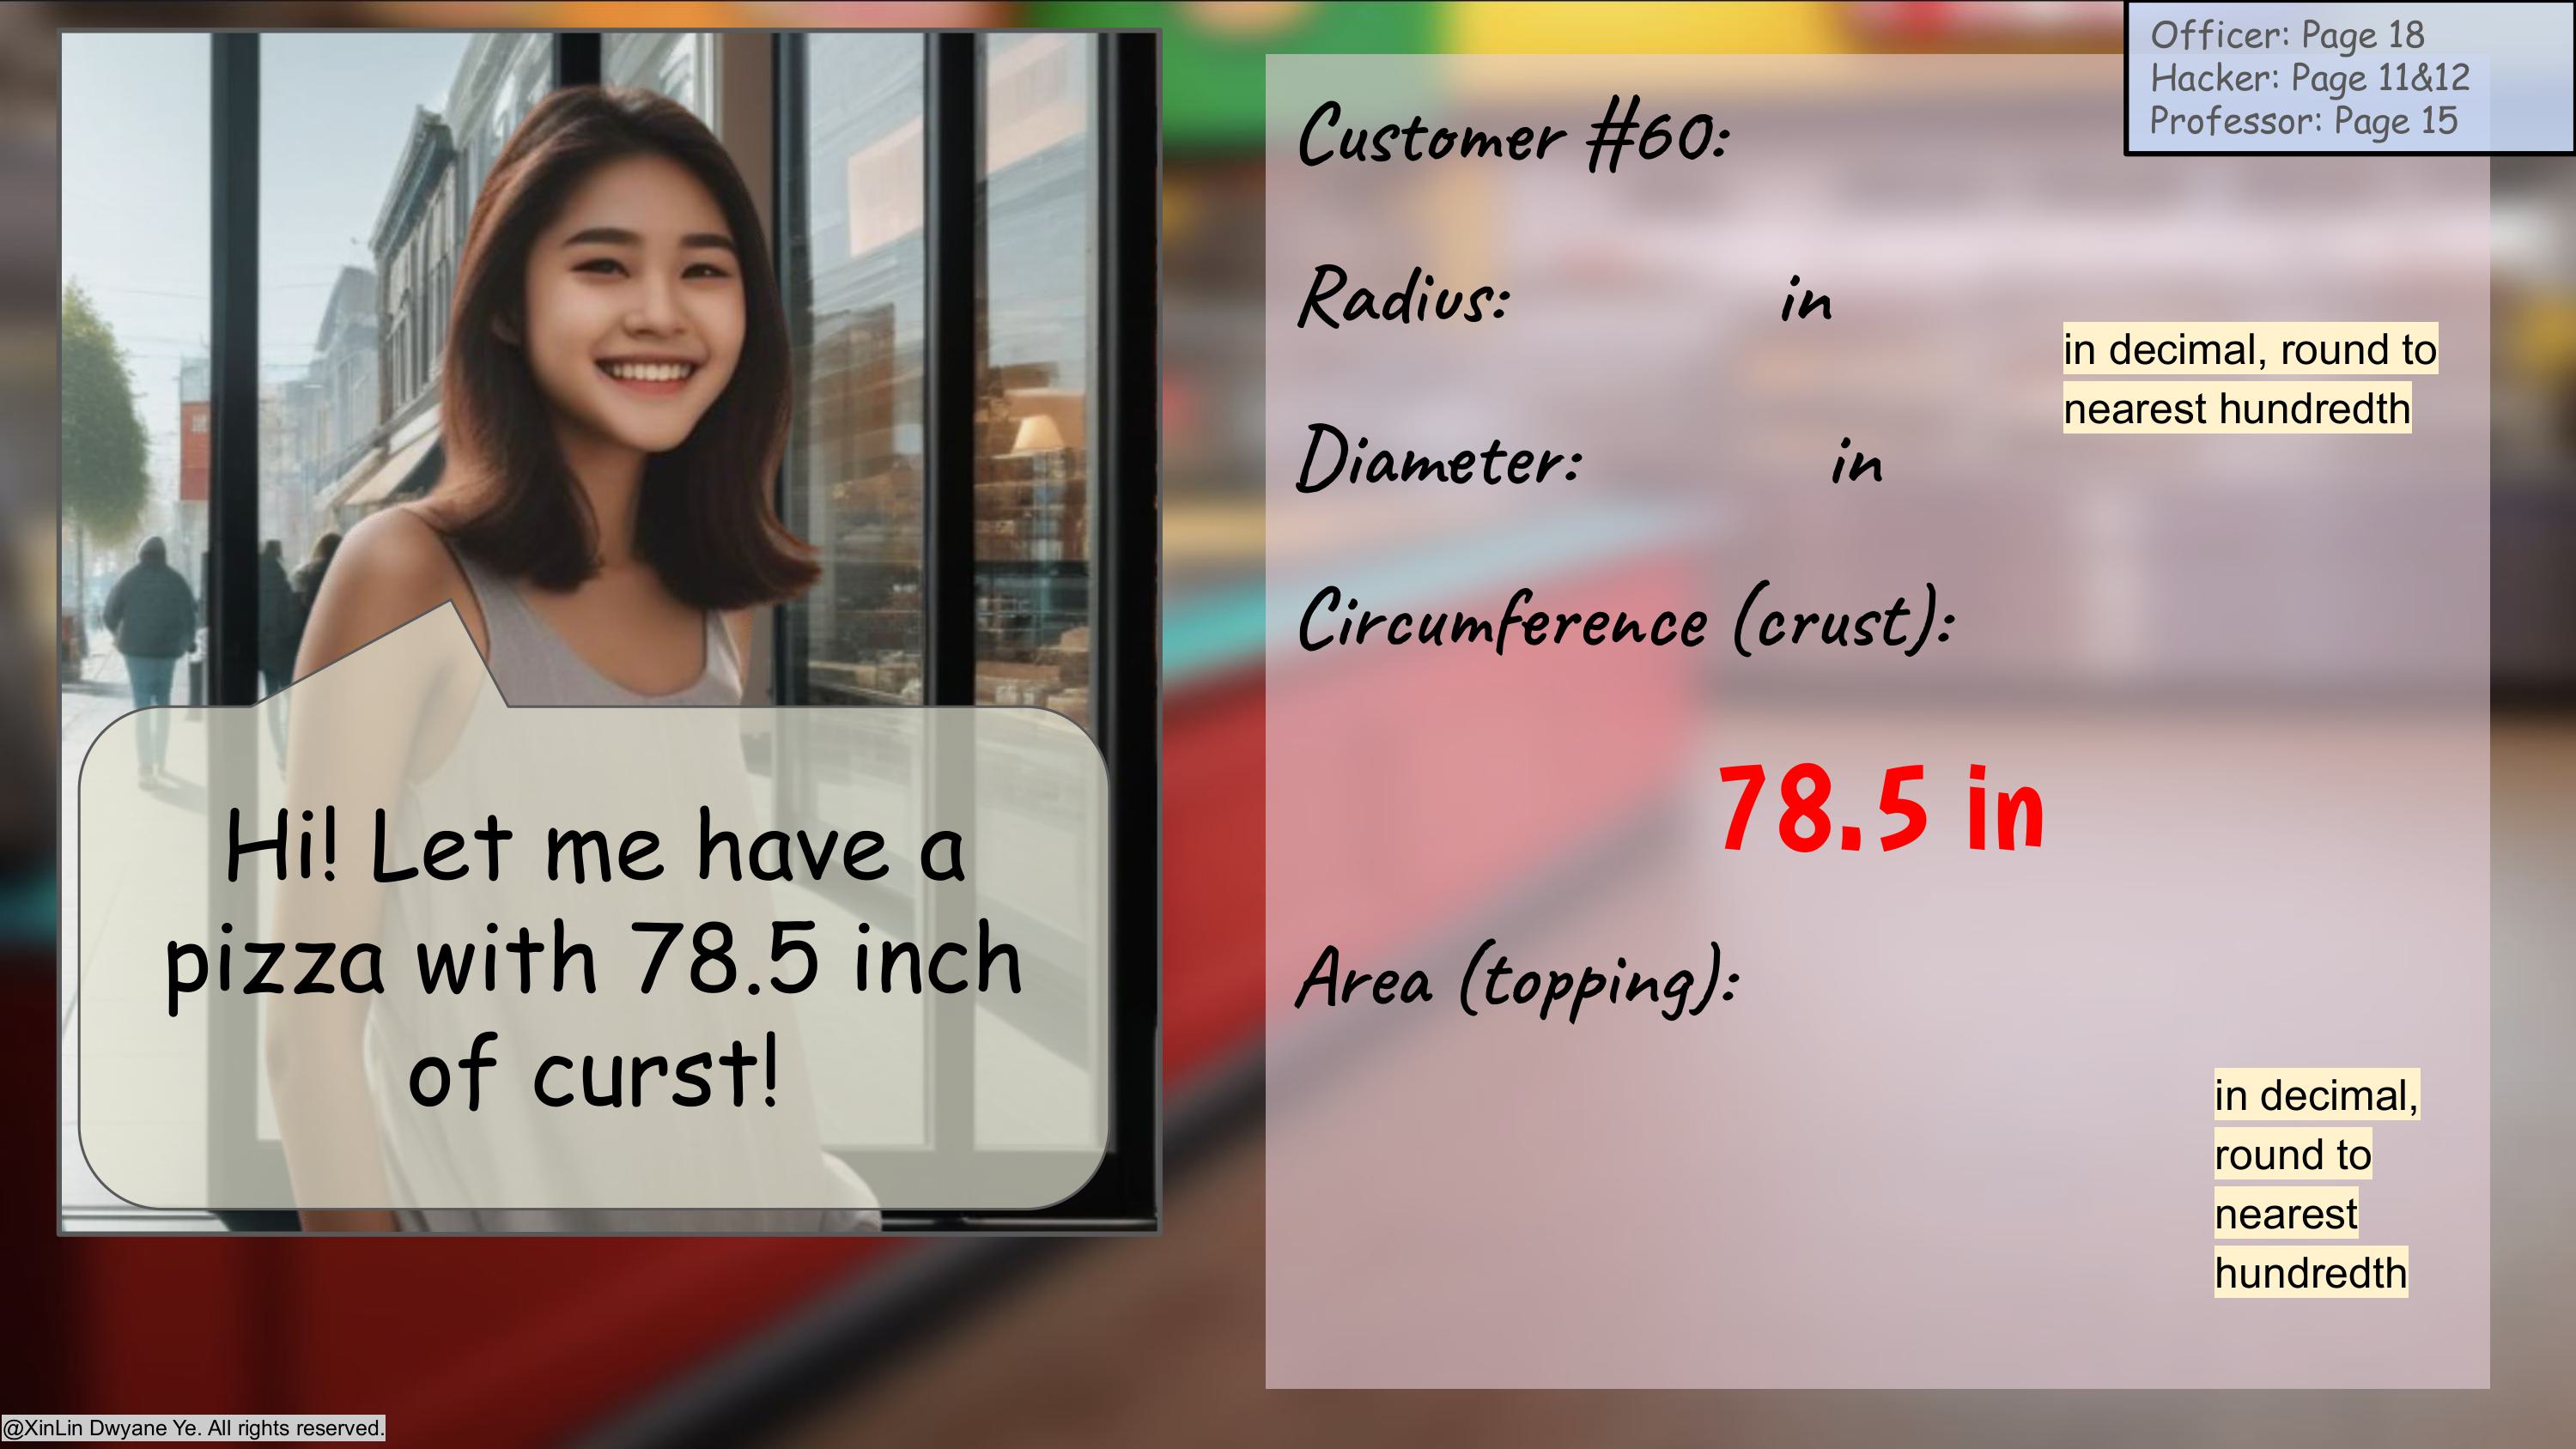 Officer: Page 18
Hacker: Page 11&12
Professor: Page 15
Customer #60:
Radius: in
in decimal, round to
nearest hundredth
Diameter: in
Circumference (crust):
78.5 in
Area (topping):
in decimal,
round to
nearest
hundredth
Hi! Let me have a
pizza with 78.5 inch
of curst!
@XinLin Dwyane Ye. All rights reserved.